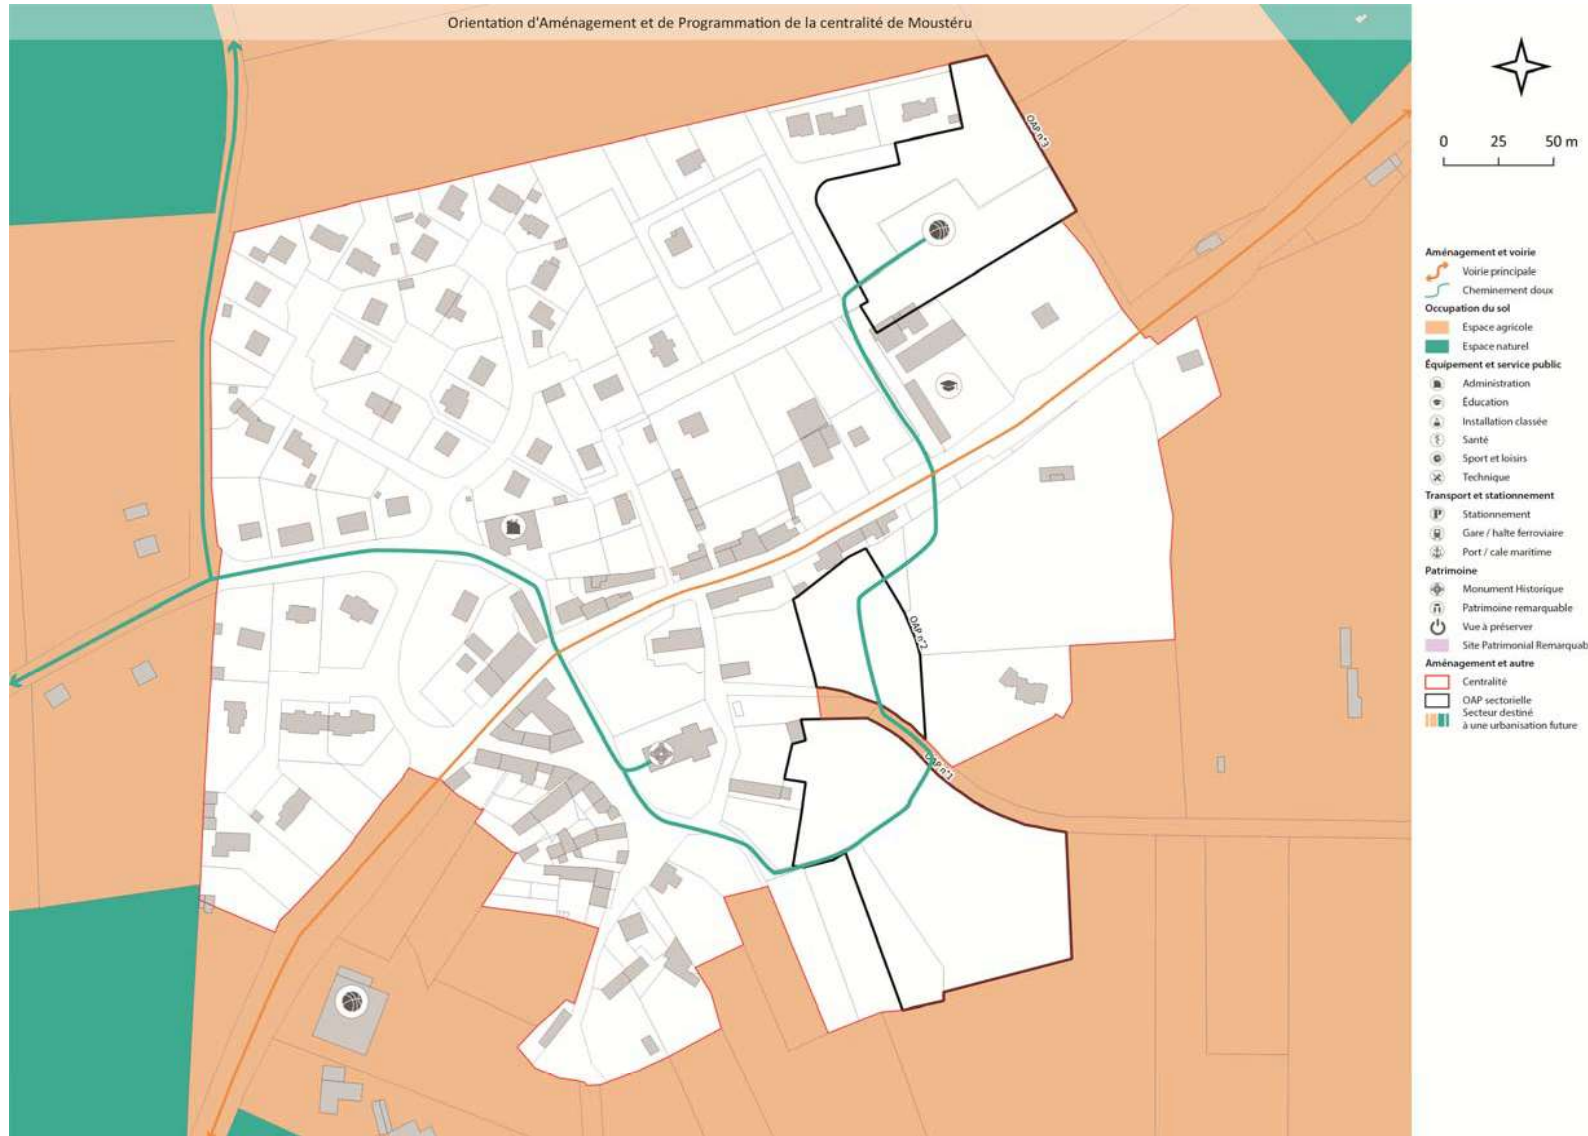 Orientation d'Aménagement et de Programmation de la centralité de Moustéru
OAP n°3
OAP n°2
OAP n°1
0 25 50 m
Aménagement et voirie
Voirie principale
Cheminement doux
Occupation du sol
Espace agricole
Espace naturel
Équipement et service public
Administration
Éducation
Installation classée
Santé
Sport et loisirs
Technique
Transport et stationnement
P Stationnement
Gare / halte ferroviaire
Port / cale maritime
Patrimoine
Monument Historique
Patrimoine remarquable
Vue à préserver
Site Patrimonial Remarquab
Aménagement et autre
Centralité
OAP sectorielle
Secteur destiné
à une urbanisation future